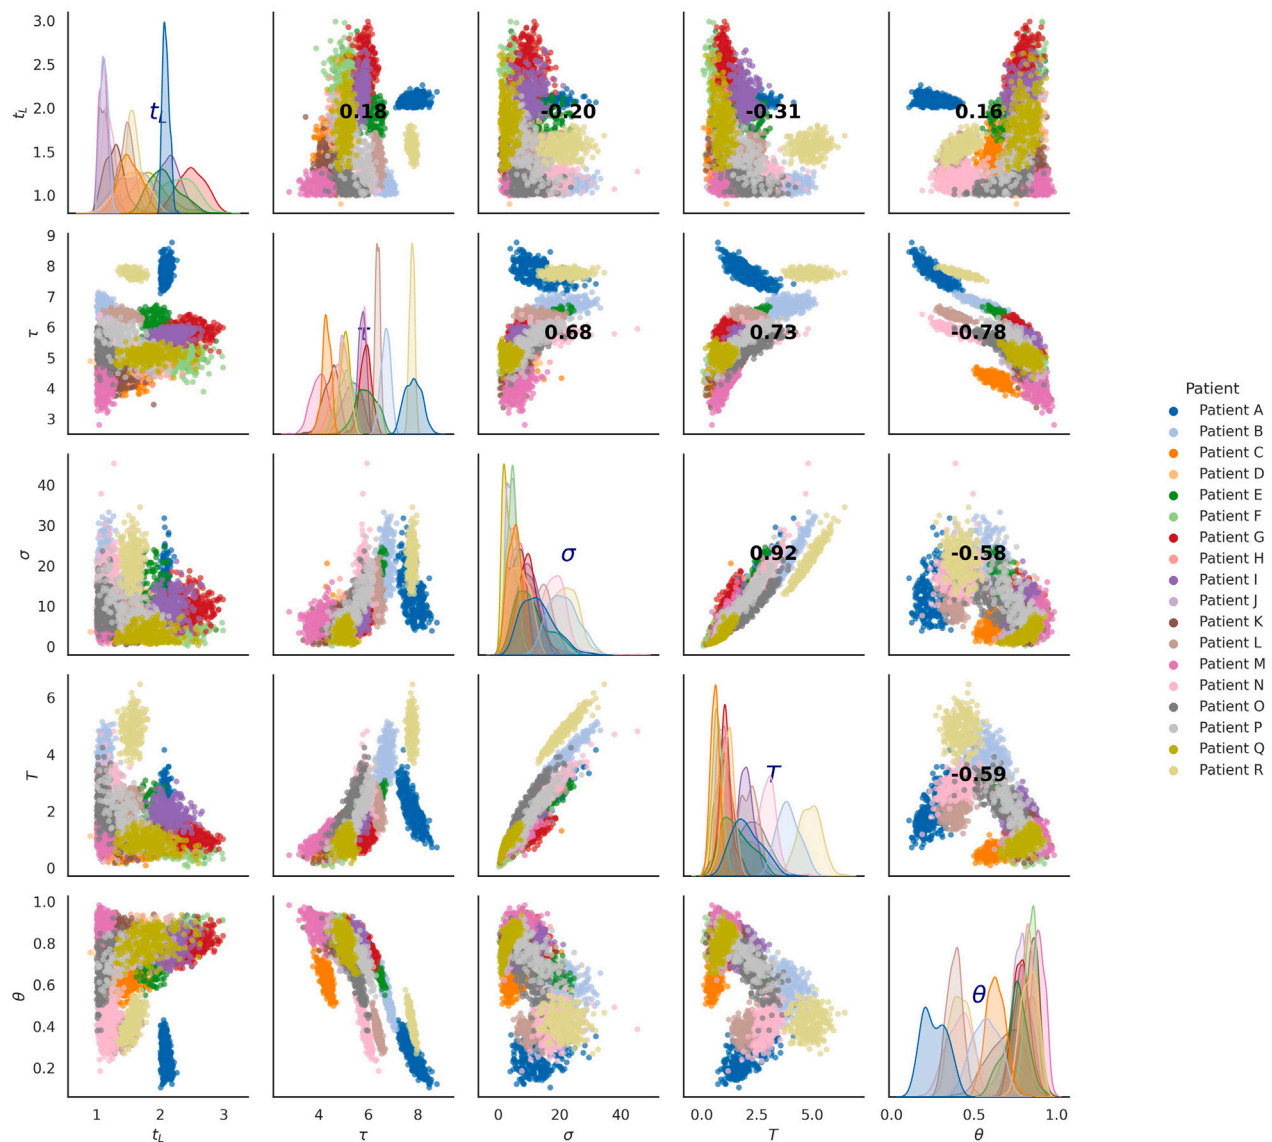 3.0
2.5
2.0
1.5
1.0
t_L
t_L
0.18
-0.20
-0.31
0.16
9
8
7
6
5
4
3
τ
τ
0.68
0.73
-0.78
40
30
20
10
0
σ
σ
0.92
-0.58
6
4
2
0
T
T
-0.59
1.0
0.8
0.6
0.4
0.2
θ
θ
1 2 3
4 6 8
0 20 40
0.0 2.5 5.0
0.0 0.5 1.0
t_L τ σ T θ
Patient
Patient A
Patient B
Patient C
Patient D
Patient E
Patient F
Patient G
Patient H
Patient I
Patient J
Patient K
Patient L
Patient M
Patient N
Patient O
Patient P
Patient Q
Patient R